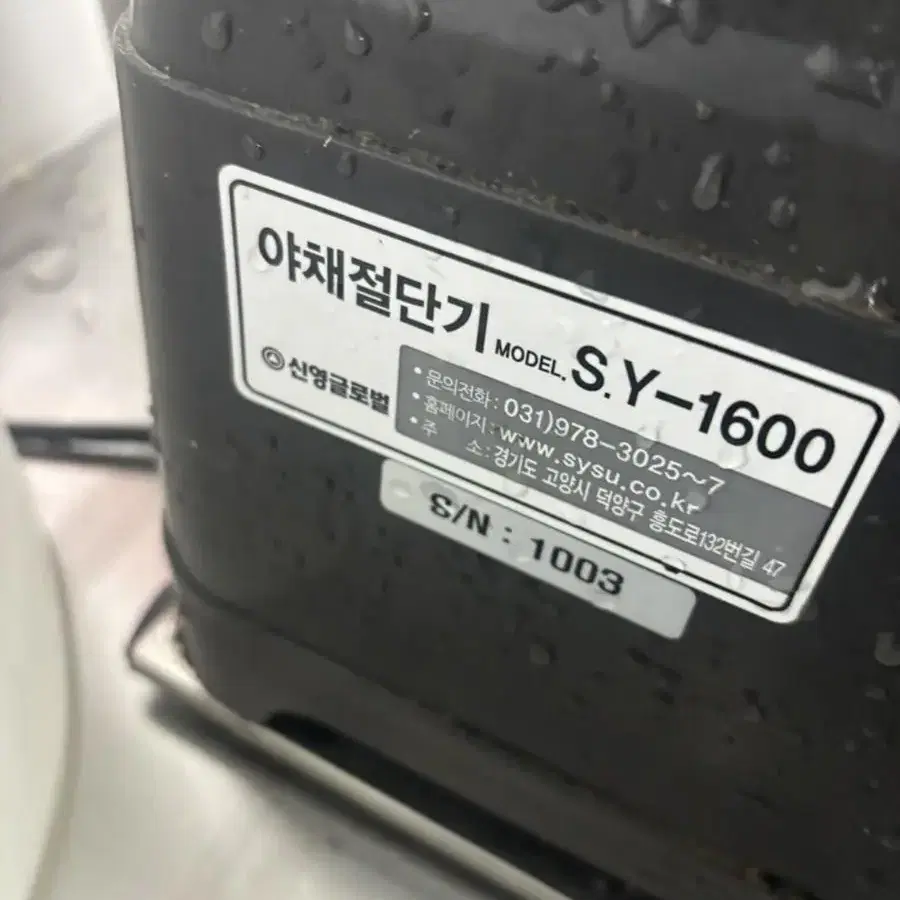 야채절단기 MODEL. S.Y-1600
신영글로벌
• 문의전화 : 031)978-3025~7
• 홈페이지 : www.sysu.co.kr
• 주 소 : 경기도 고양시 덕양구 흥도로132번길 47
S/N : 1003